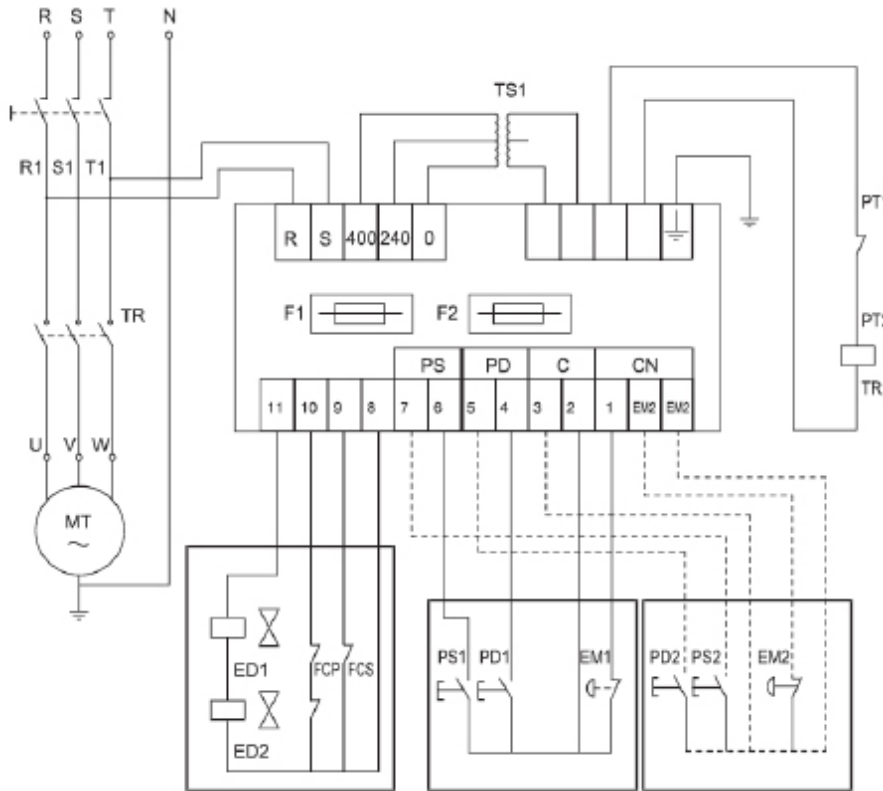 R S T N
TS1
R1 S1 T1
R S 400 240 0
PT1
F1 F2
TR
PT2
TR
PS PD C CN
11 10 9 8 7 6 5 4 3 2 1 EM2 EM2
U V W
MT
~
PS1 PD1 EM1 PD2 PS2 EM2
ED1 FCP FCS
ED2